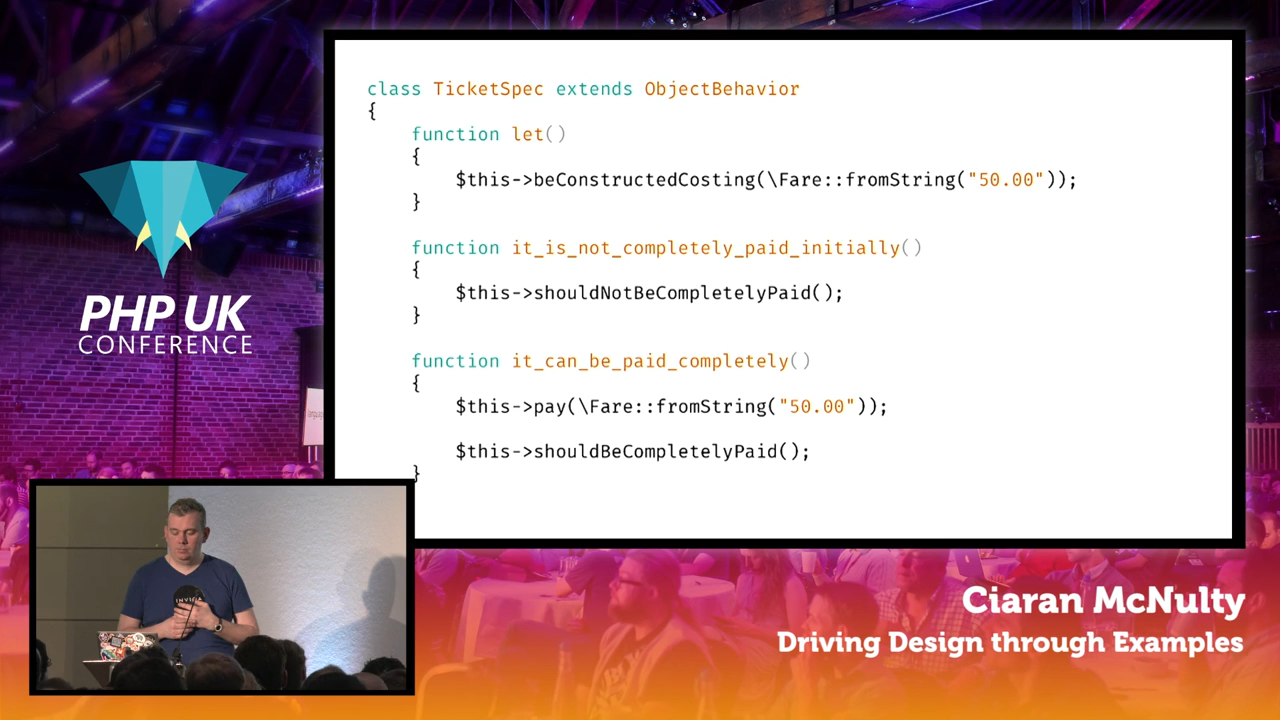 class TicketSpec extends ObjectBehavior
{
    function let()
    {
        $this->beConstructedCosting(\Fare::fromString("50.00"));
    }

    function it_is_not_completely_paid_initially()
    {
        $this->shouldNotBeCompletelyPaid();
    }

    function it_can_be_paid_completely()
    {
        $this->pay(\Fare::fromString("50.00"));

        $this->shouldBeCompletelyPaid();
    }
PHP UK
CONFERENCE
Ciaran McNulty
Driving Design through Examples